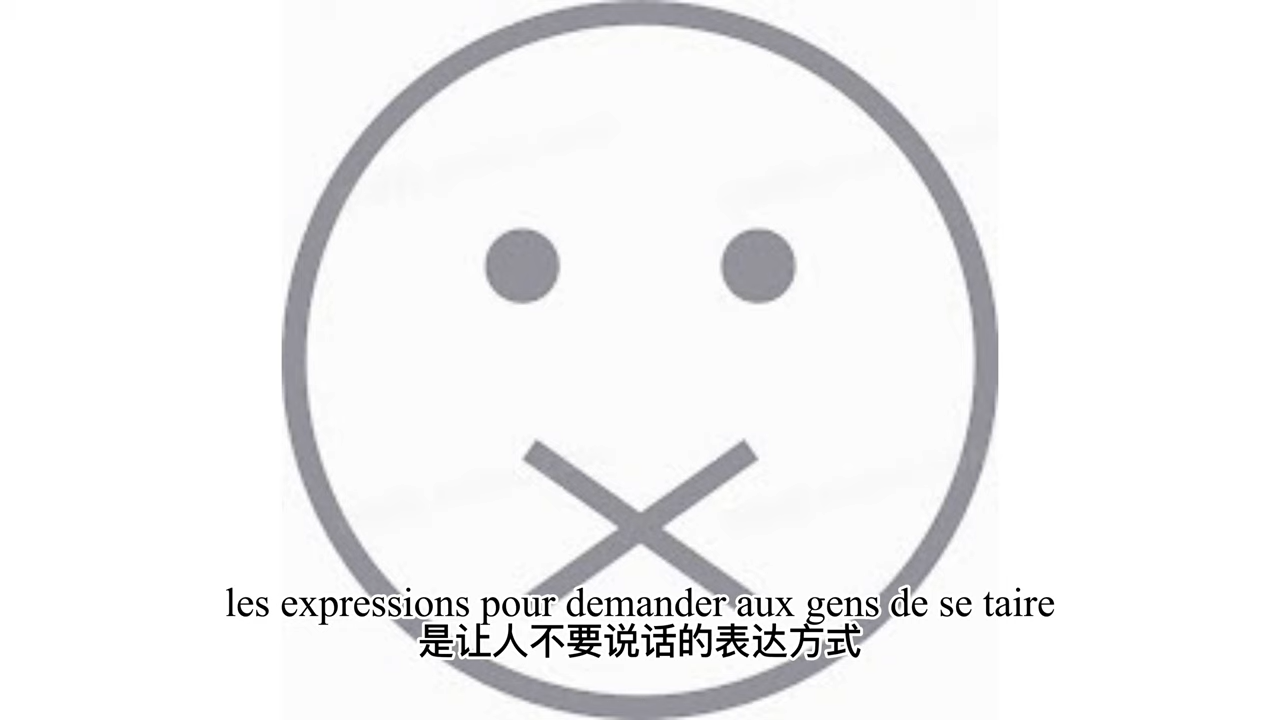 les expressions pour demander aux gens de se taire
是让人不要说话的表达方式